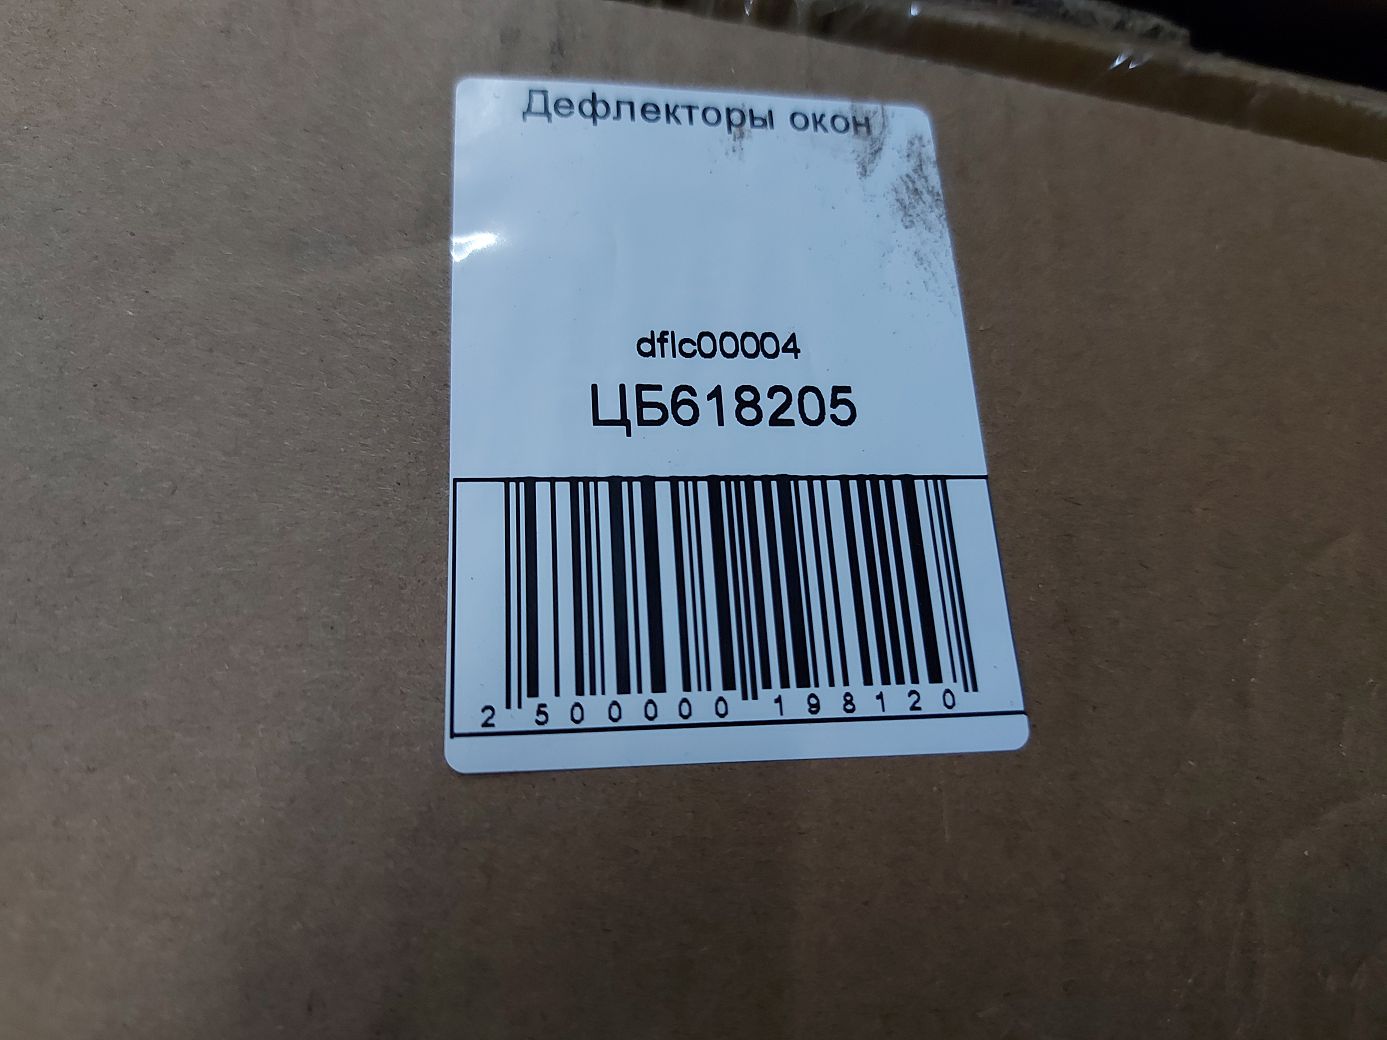 Дефлекторы окон
dflc00004
ЦБ618205
2 500000 198120